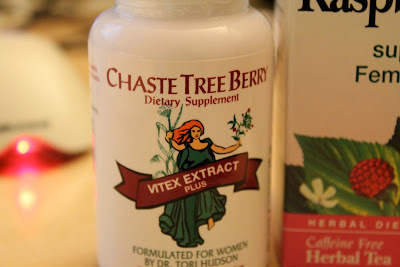 CHASTE TREE BERRY
Dietary Supplement
VITEX EXTRACT
PLUS
FORMULATED FOR WOMEN
BY DR. TORI HUDSON
su
Fem
HERBAL DIE
Caffeine Free
Herbal Tea